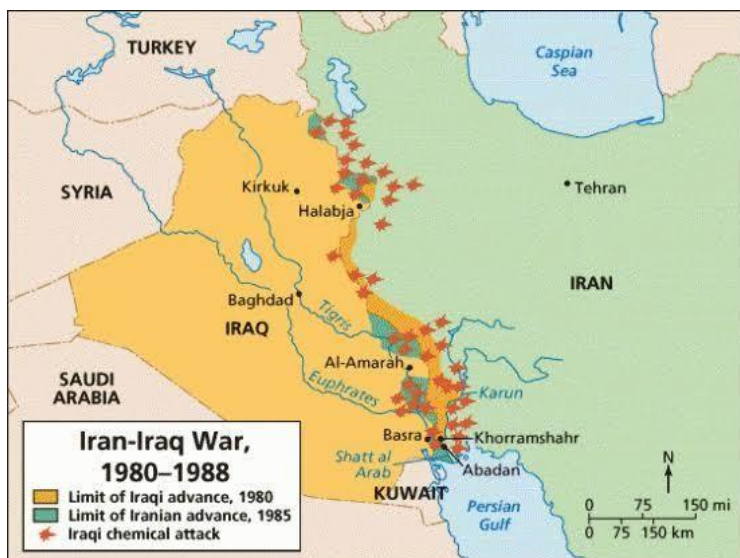 TURKEY
Caspian
Sea
SYRIA
Kirkuk
Halabja
Tehran
IRAN
Baghdad
Tigris
IRAQ
Al-Amarah
Euphrates
Karun
SAUDI
ARABIA
Basra
Khorramshahr
Shatt al
Arab
Abadan
KUWAIT
Persian
Gulf
Iran-Iraq War,
1980–1988
Limit of Iraqi advance, 1980
Limit of Iranian advance, 1985
Iraqi chemical attack
N
0 75 150 mi
0 75 150 km